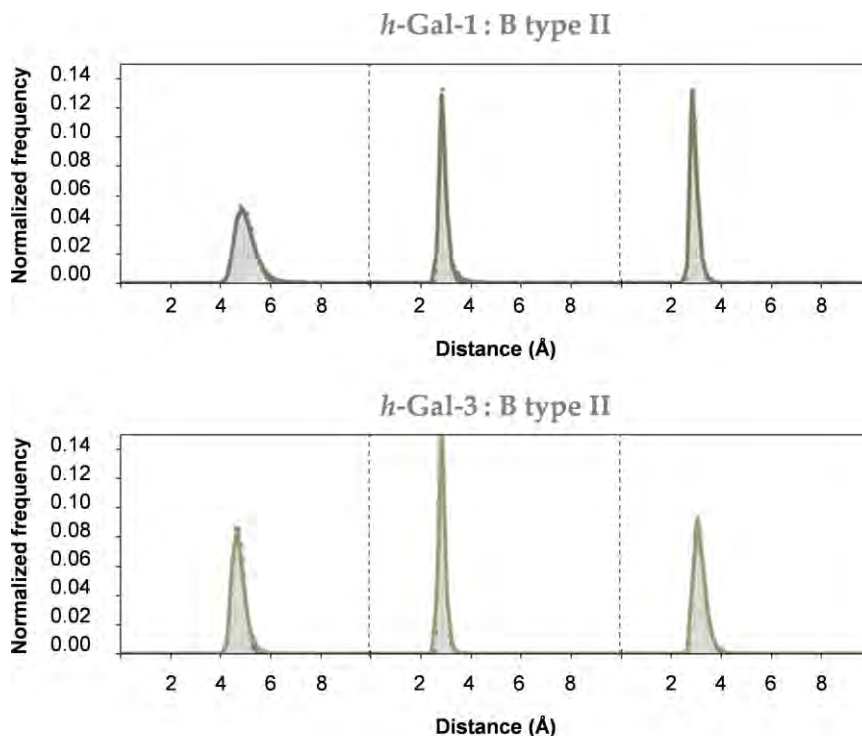 h-Gal-1 : B type II
Normalized frequency
0.14
0.12
0.10
0.08
0.06
0.04
0.02
0.00
2 4 6 8 2 4 6 8 2 4 6 8
Distance (Å)
h-Gal-3 : B type II
Normalized frequency
0.14
0.12
0.10
0.08
0.06
0.04
0.02
0.00
2 4 6 8 2 4 6 8 2 4 6 8
Distance (Å)